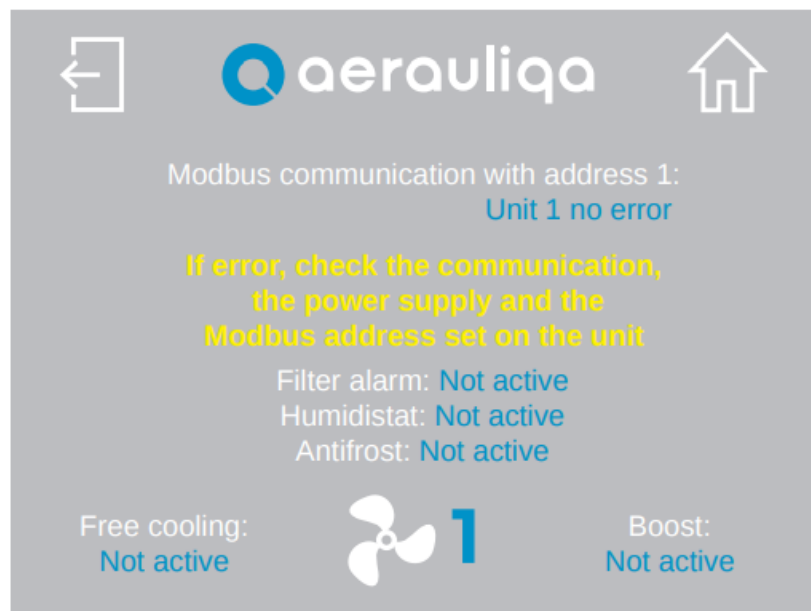 aerauliqa
Modbus communication with address 1:
Unit 1 no error
If error, check the communication,
the power supply and the
Modbus address set on the unit
Filter alarm: Not active
Humidistat: Not active
Antifrost: Not active
Free cooling:
Not active
1
Boost:
Not active